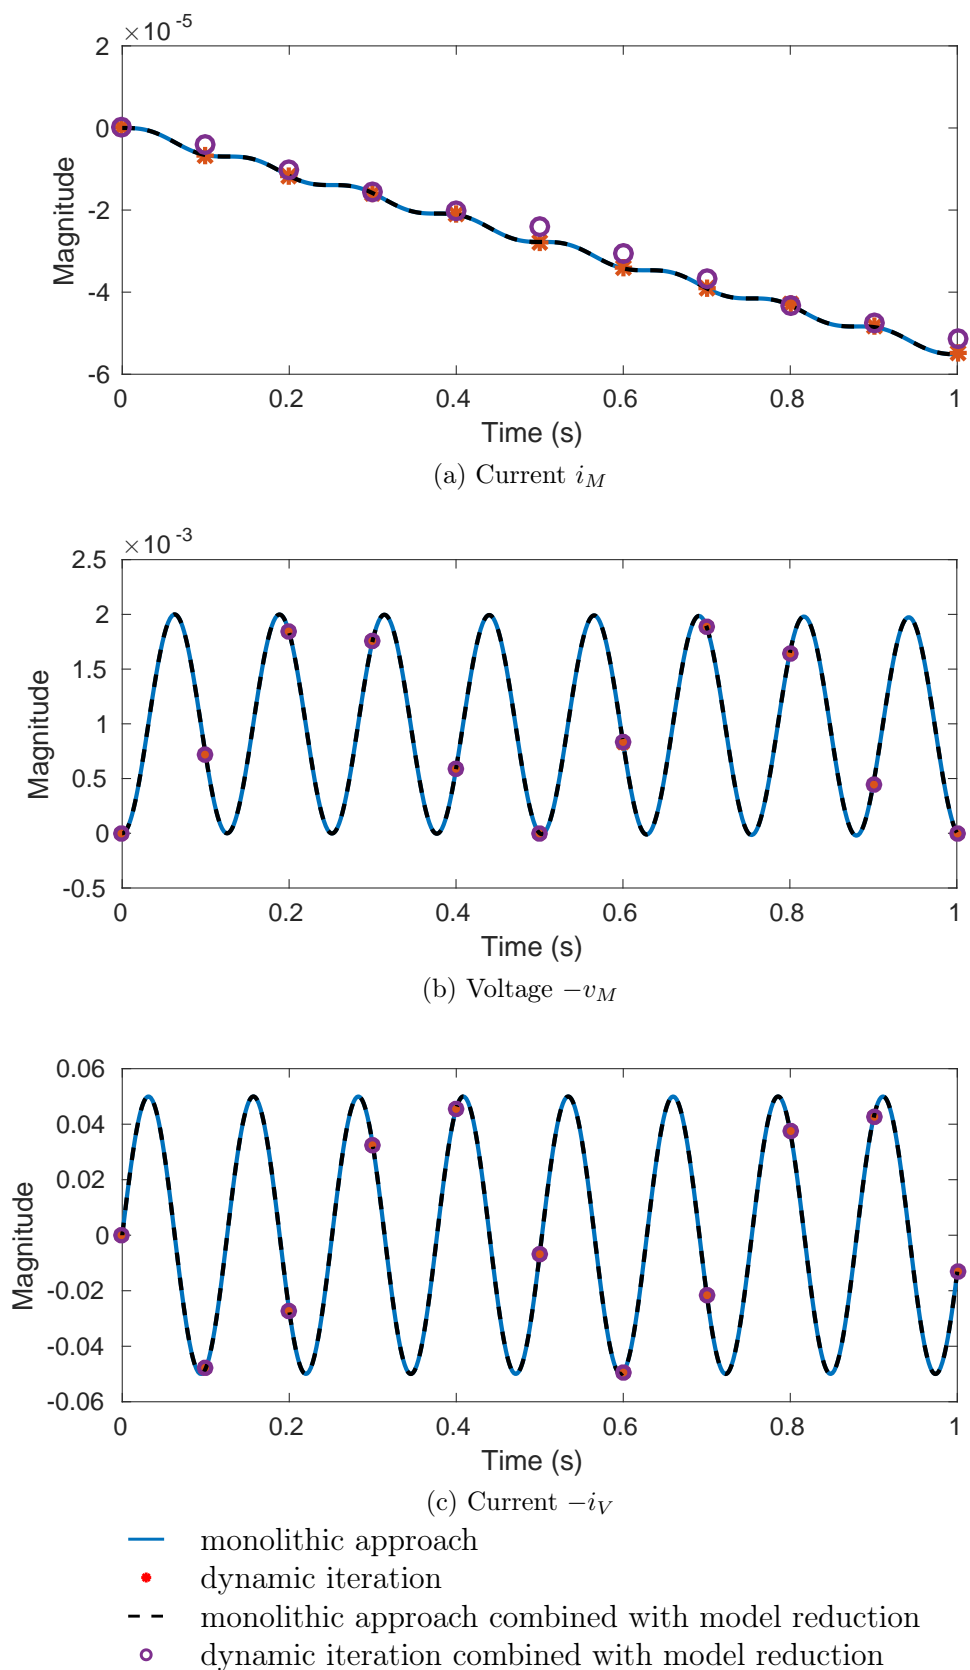 ×10 -5
2
0
-2
-4
-6
Magnitude
0 0.2 0.4 0.6 0.8 1
Time (s)
(a) Current i_M
×10 -3
2.5
2
1.5
1
0.5
0
-0.5
Magnitude
0 0.2 0.4 0.6 0.8 1
Time (s)
(b) Voltage −v_M
0.06
0.04
0.02
0
-0.02
-0.04
-0.06
Magnitude
0 0.2 0.4 0.6 0.8 1
Time (s)
(c) Current −i_V
monolithic approach
dynamic iteration
monolithic approach combined with model reduction
dynamic iteration combined with model reduction